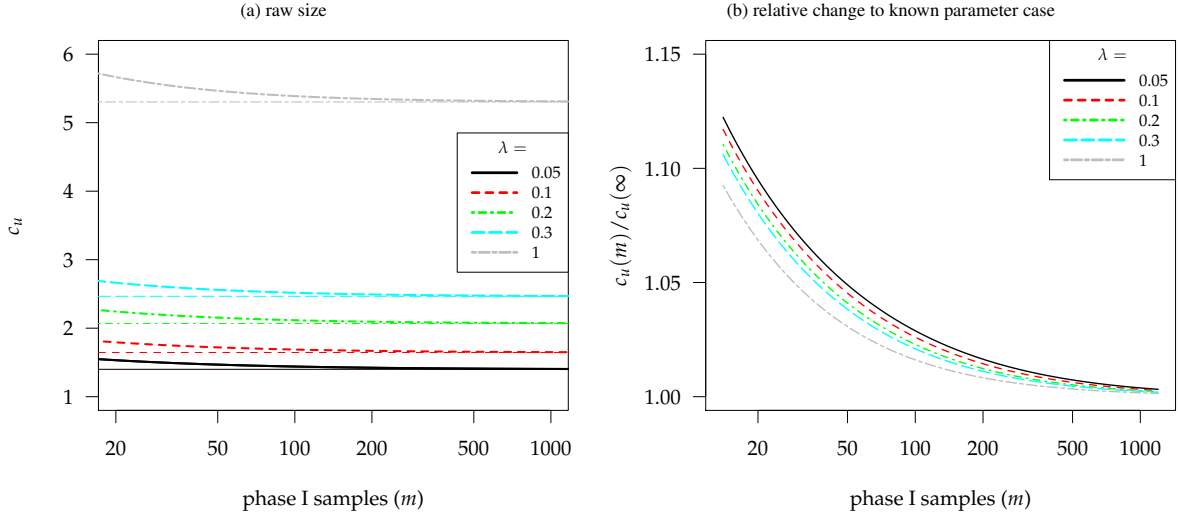 (a) raw size
6
5
4
3
2
1
c_u
20 50 100 200 500 1000
phase I samples (m)
λ =
0.05
0.1
0.2
0.3
1
(b) relative change to known parameter case
1.15
1.10
1.05
1.00
c_u(m)/c_u(∞)
20 50 100 200 500 1000
phase I samples (m)
λ =
0.05
0.1
0.2
0.3
1